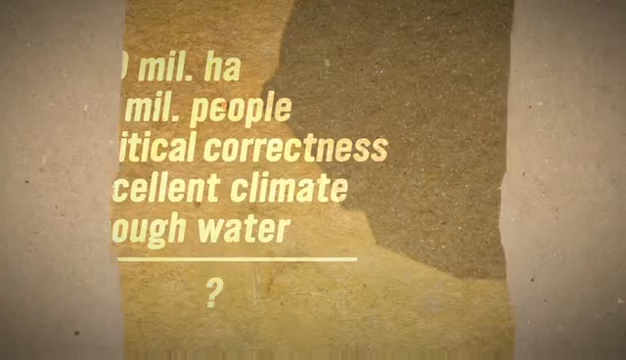 mil. ha
mil. people
itical correctness
cellent climate
ough water
?